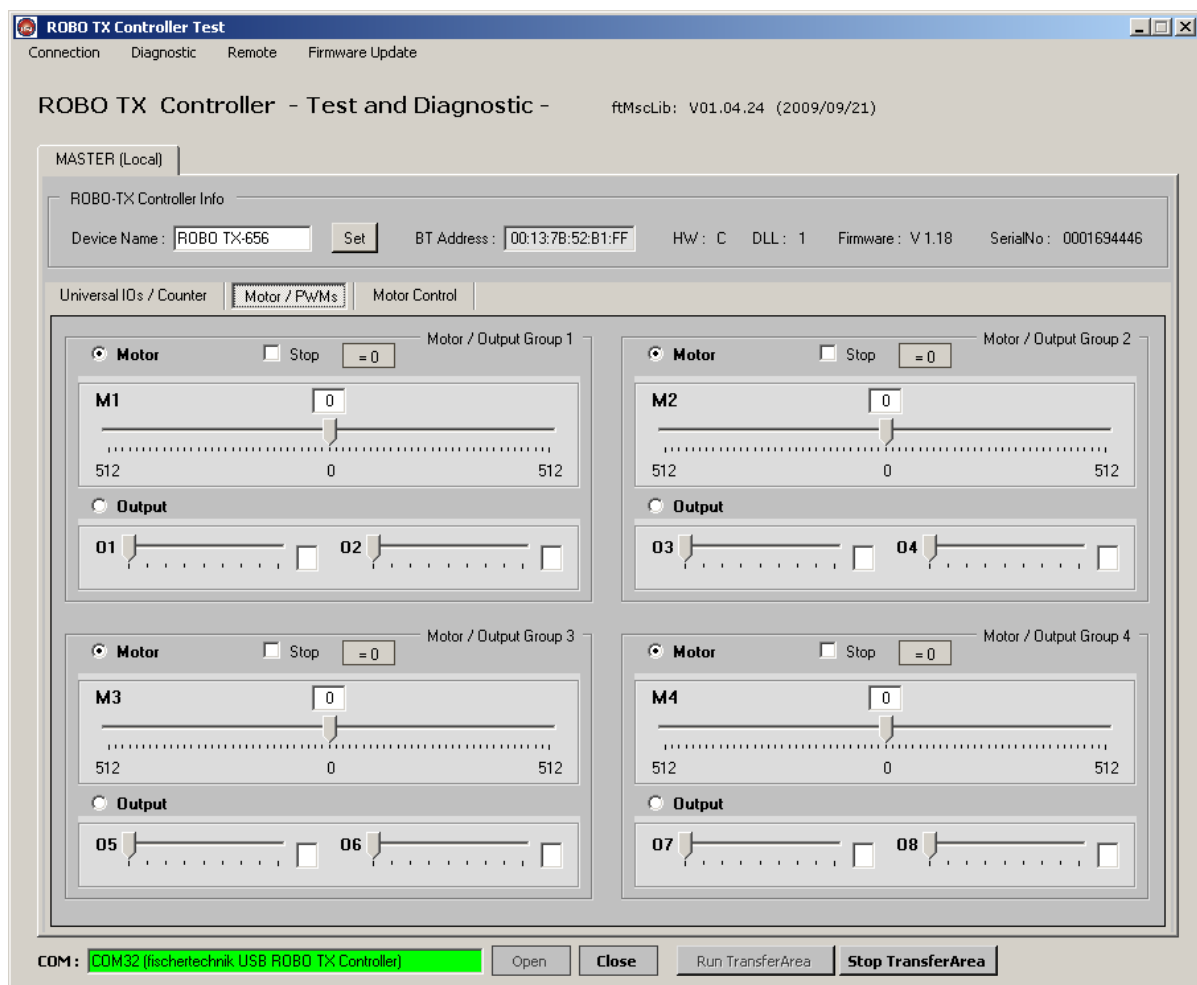 ROBO TX Controller Test
Connection Diagnostic Remote Firmware Update
ROBO TX Controller - Test and Diagnostic - ftMscLib: V01.04.24 (2009/09/21)
MASTER (Local)
ROBO-TX Controller Info
Device Name : ROBO TX-656 Set BT Address : 00:13:7B:52:B1:FF HW : C DLL : 1 Firmware : V 1.18 SerialNo : 0001694446
Universal IOs / Counter Motor / PWMs Motor Control
Motor / Output Group 1
Motor Stop = 0
M1 0
512 0 512
Output
O1 O2
Motor / Output Group 2
Motor Stop = 0
M2 0
512 0 512
Output
O3 O4
Motor / Output Group 3
Motor Stop = 0
M3 0
512 0 512
Output
O5 O6
Motor / Output Group 4
Motor Stop = 0
M4 0
512 0 512
Output
O7 O8
COM : COM32 (fischertechnik USB ROBO TX Controller) Open Close Run TransferArea Stop TransferArea